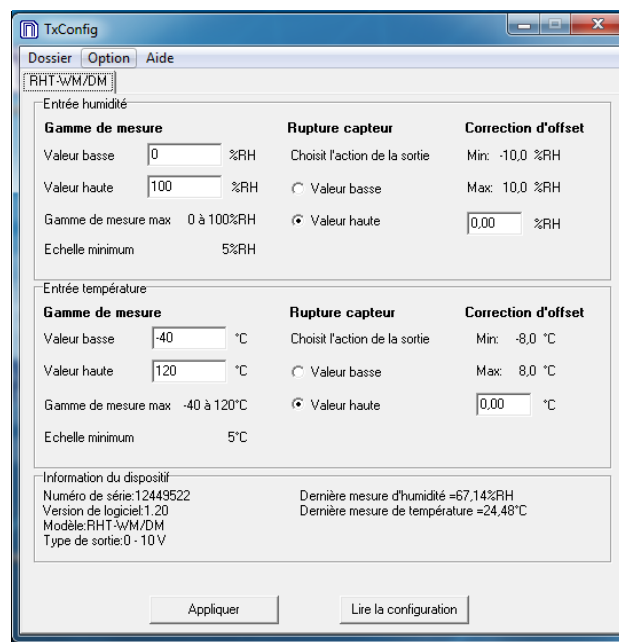 TxConfig
Dossier Option Aide
RHT-WM/DM
Entrée humidité
Gamme de mesure Rupture capteur Correction d'offset
Valeur basse 0 %RH Choisit l'action de la sortie Min: -10,0 %RH
Valeur haute 100 %RH Valeur basse Max: 10,0 %RH
Gamme de mesure max 0 à 100%RH Valeur haute 0,00 %RH
Echelle minimum 5%RH
Entrée température
Gamme de mesure Rupture capteur Correction d'offset
Valeur basse -40 °C Choisit l'action de la sortie Min: -8,0 °C
Valeur haute 120 °C Valeur basse Max: 8,0 °C
Gamme de mesure max -40 à 120°C Valeur haute 0,00 °C
Echelle minimum 5°C
Information du dispositif
Numéro de série:12449522 Dernière mesure d'humidité =67,14%RH
Version de logiciel:1.20 Dernière mesure de température =24,48°C
Modèle:RHT-WM/DM
Type de sortie:0 - 10 V
Appliquer Lire la configuration